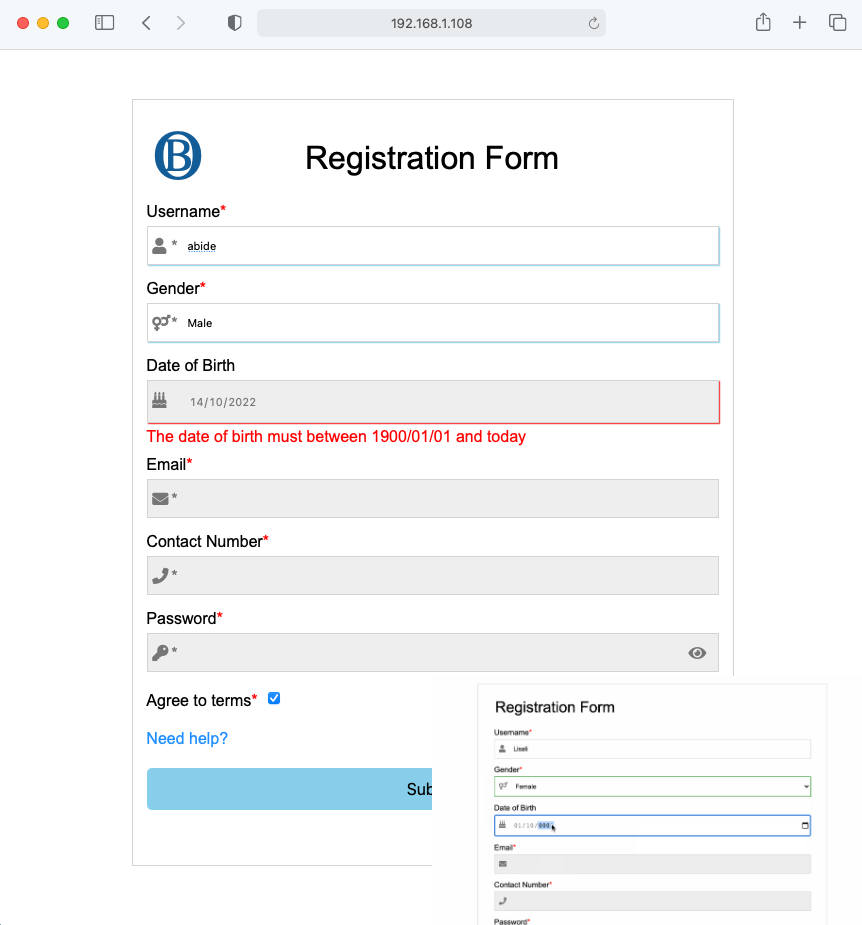 192.168.1.108
B
Registration Form
Username*
* abide
Gender*
* Male
Date of Birth
14/10/2022
The date of birth must between 1900/01/01 and today
Email*
*
Contact Number*
*
Password*
*
Agree to terms*
Need help?
Sub
Registration Form
Username*
Liseli
Gender*
Female
Date of Birth
01/10/000
Email*
Contact Number*
Password*